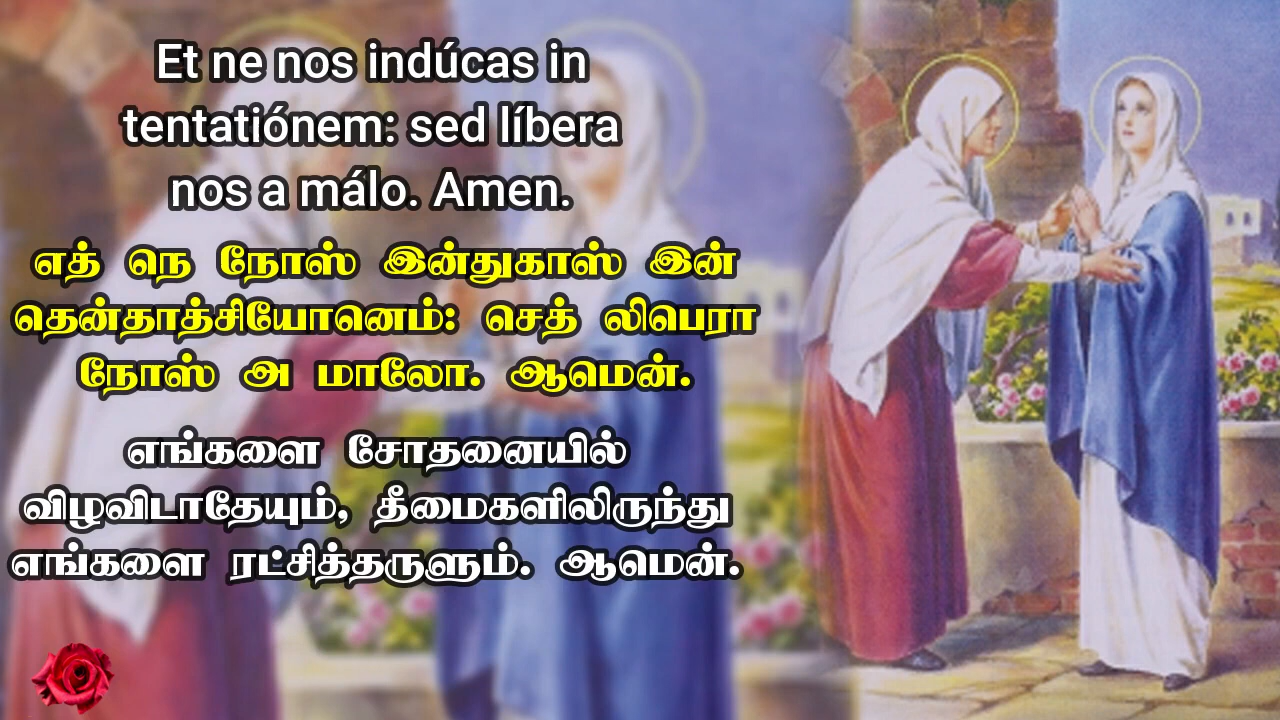 Et ne nos indúcas in
tentatiónem: sed líbera
nos a málo. Amen.
எத் நெ நோஸ் இன்துகாஸ் இன்
தென்தாத்சியோனெம்: செத் லிபெரா
நோஸ் அ மாலோ. ஆமென்.
எங்களை சோதனையில்
விழவிடாதேயும், தீமைகளிலிருந்து
எங்களை ரட்சித்தருளும். ஆமென்.